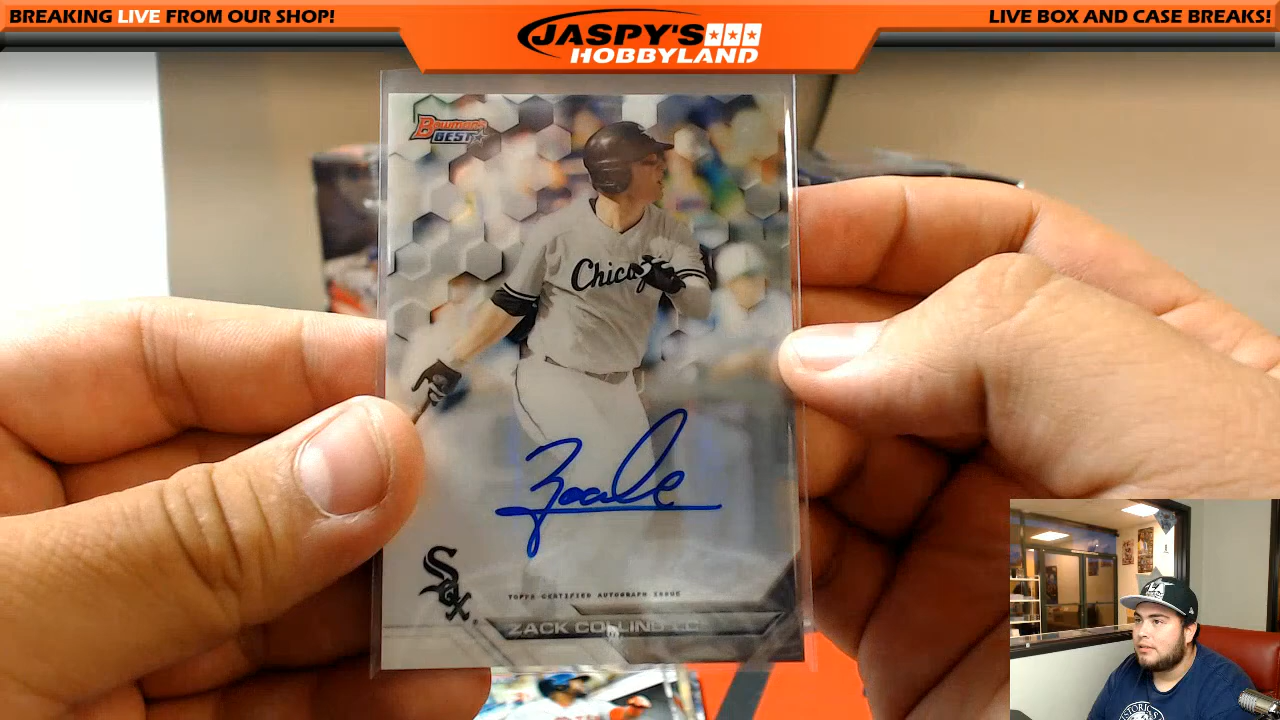 BREAKING LIVE FROM OUR SHOP!
JASPY'S
HOBBYLAND
LIVE BOX AND CASE BREAKS!
Bowman's
BEST
Chicago
Sox
TOPPS CERTIFIED AUTOGRAPH ISSUE
ZACK COLLINS C